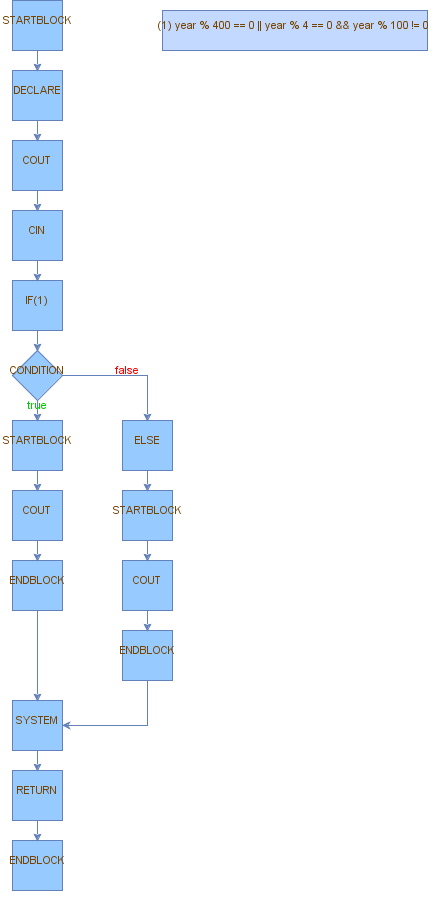 STARTBLOCK
(1) year % 400 == 0 || year % 4 == 0 && year % 100 != 0
DECLARE
COUT
CIN
IF(1)
CONDITION
false
true
STARTBLOCK
ELSE
COUT
STARTBLOCK
ENDBLOCK
COUT
ENDBLOCK
SYSTEM
RETURN
ENDBLOCK